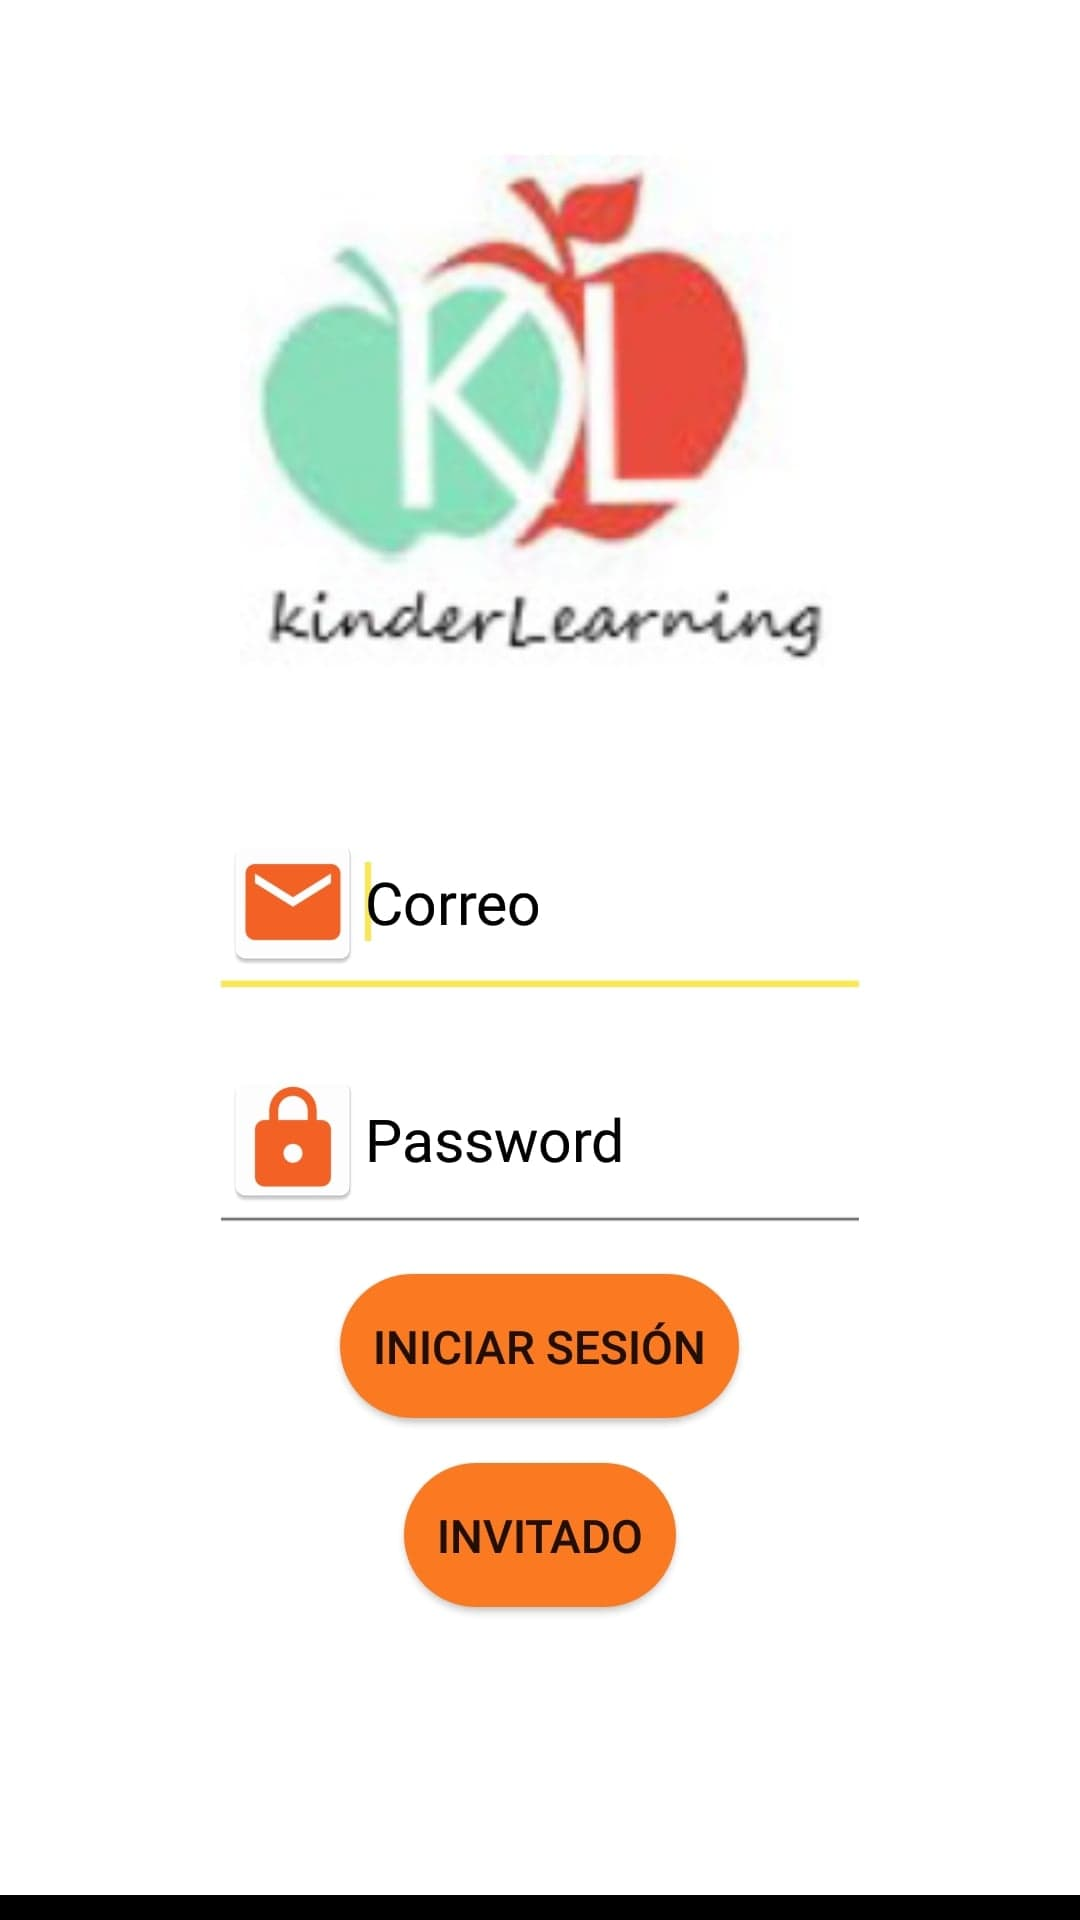 KL
kinderLearning
Correo
Password
INICIAR SESIÓN
INVITADO